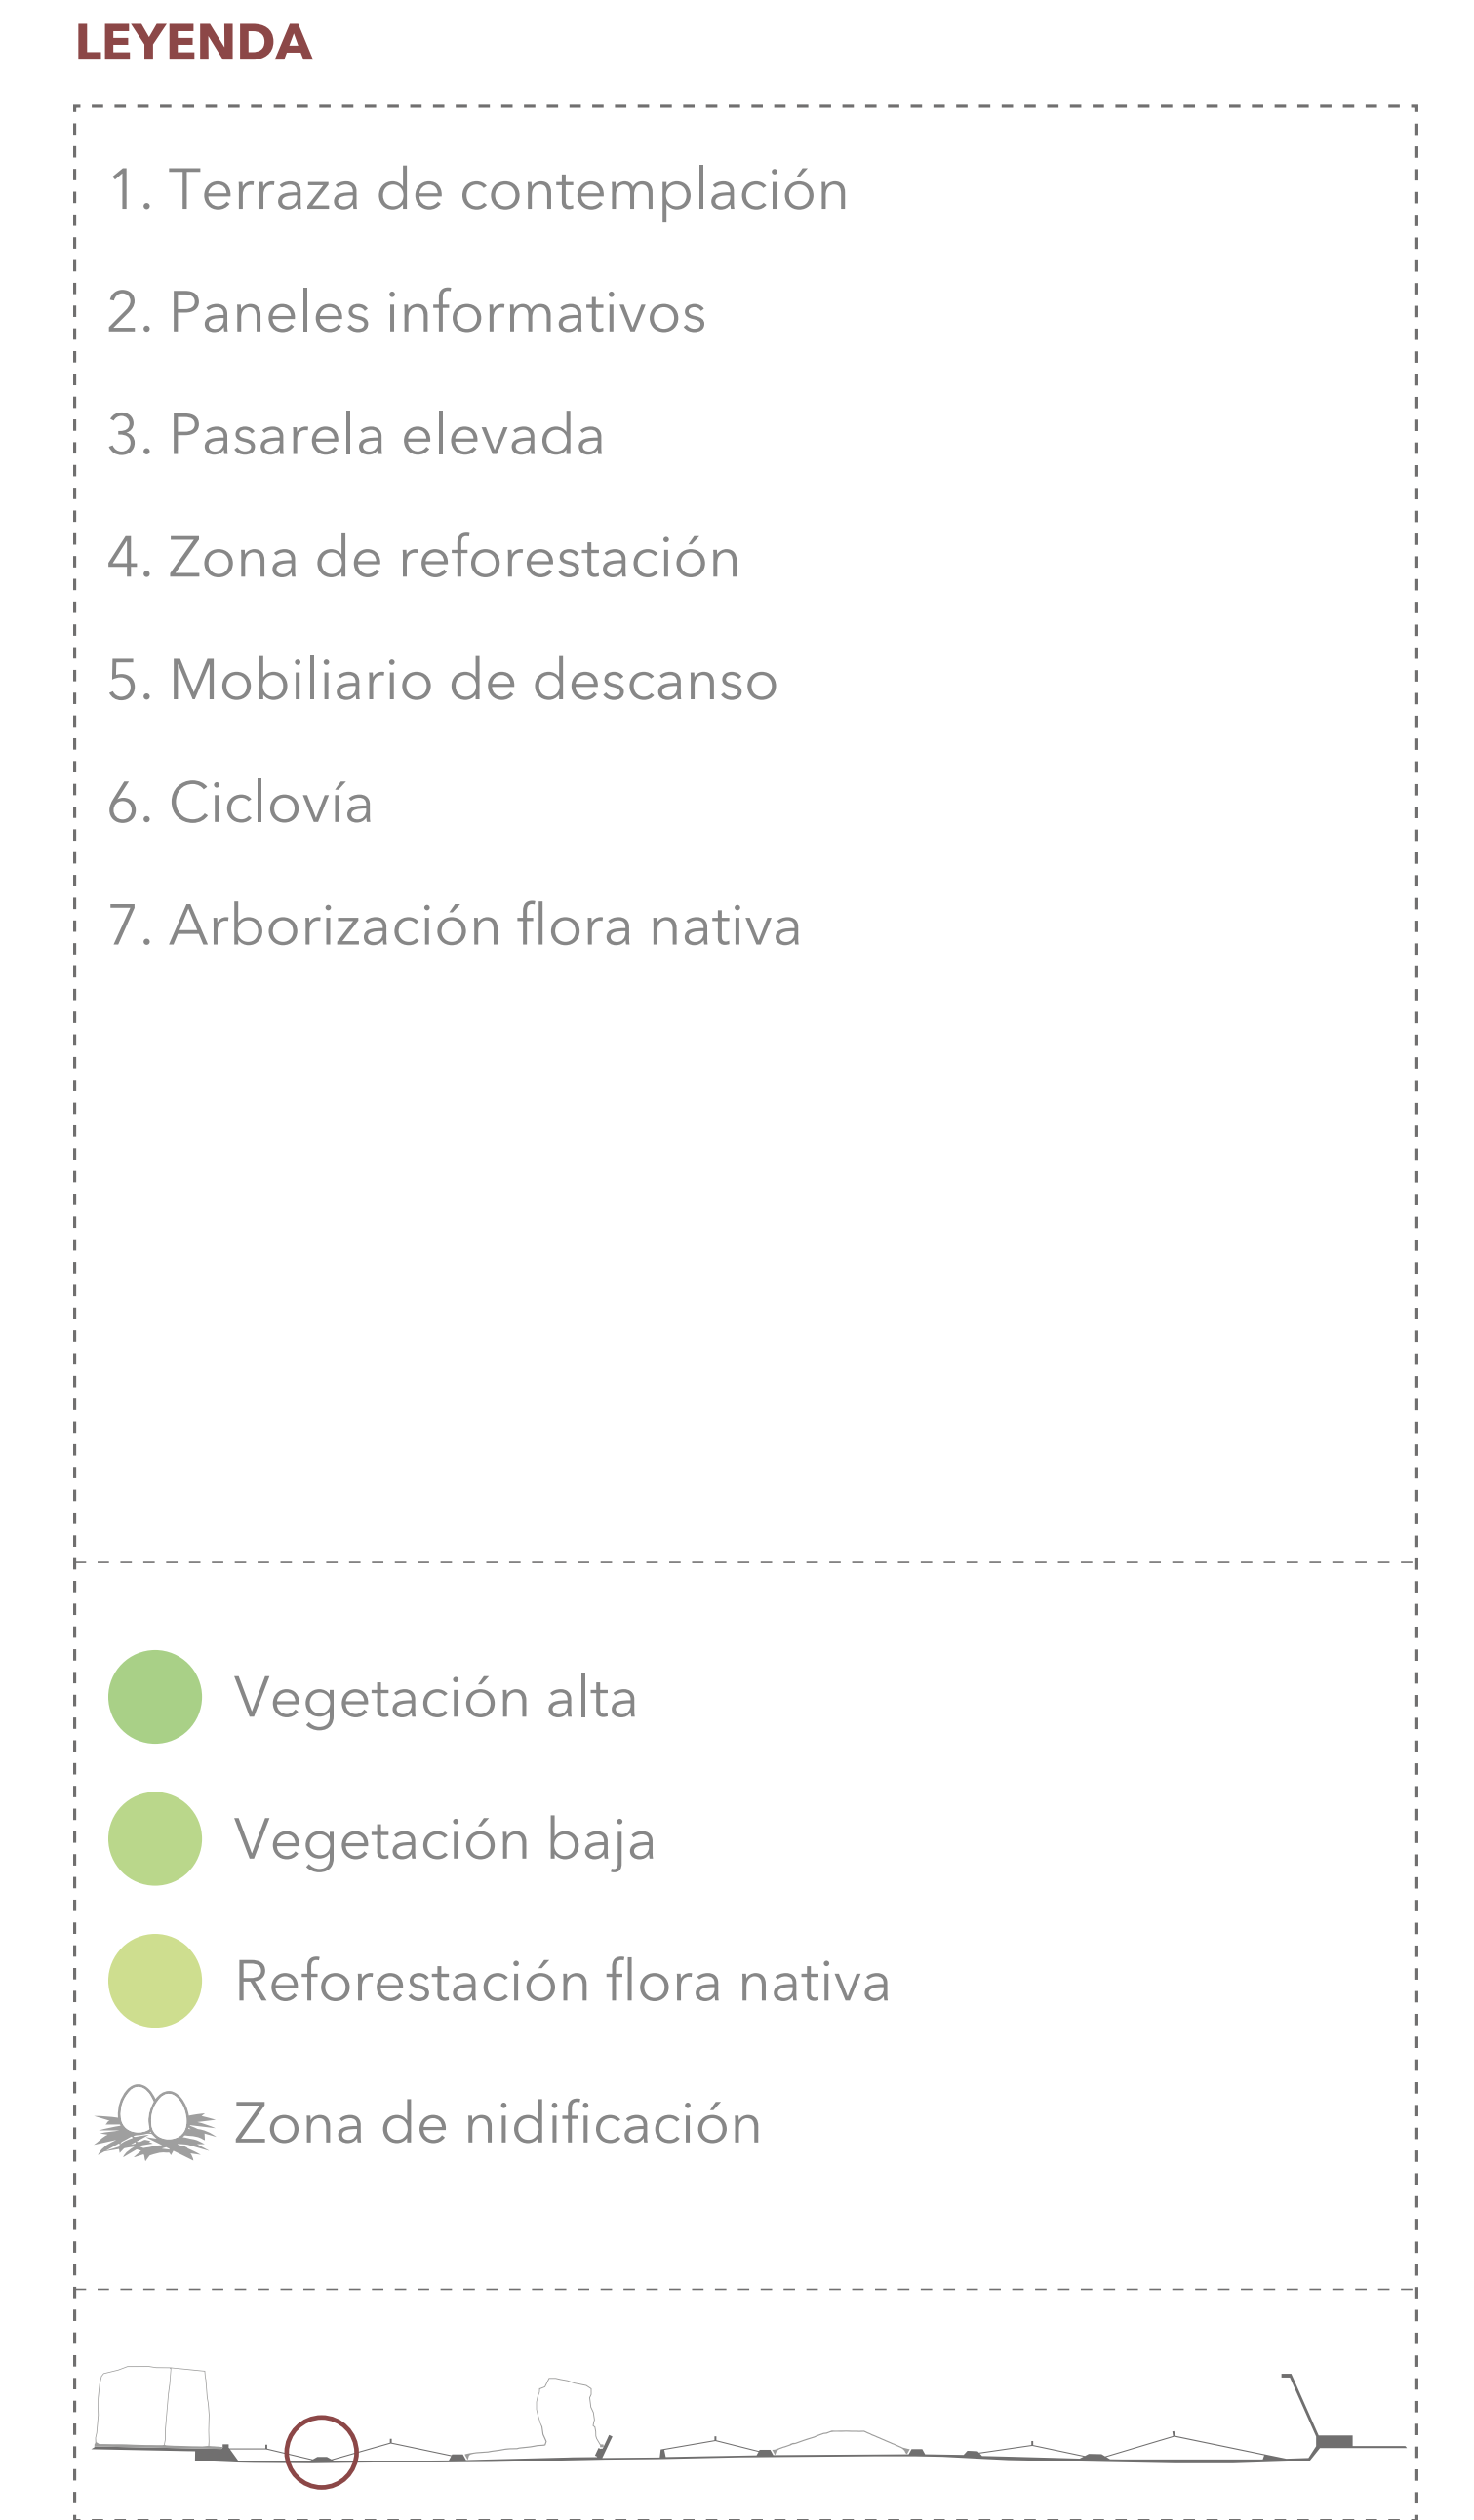 LEYENDA
1. Terraza de contemplación
2. Paneles informativos
3. Pasarela elevada
4. Zona de reforestación
5. Mobiliario de descanso
6. Ciclovía
7. Arborización flora nativa
Vegetación alta
Vegetación baja
Reforestación flora nativa
Zona de nidificación